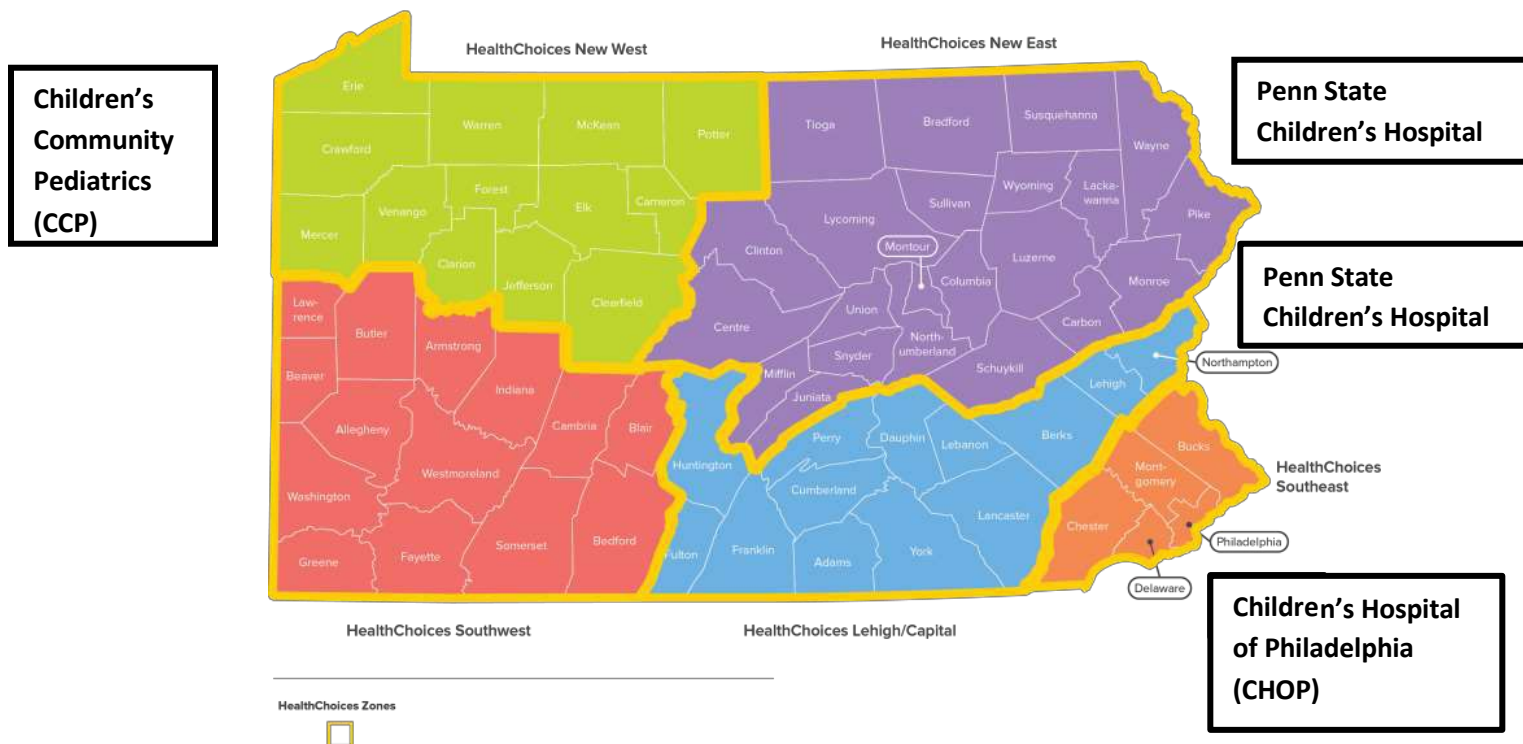 HealthChoices New West
HealthChoices New East
Children's
Community
Pediatrics
(CCP)
Penn State
Children's Hospital
Penn State
Children's Hospital
Erie
Warren
McKean
Potter
Crawford
Forest
Elk
Cameron
Venango
Mercer
Clarion
Jefferson
Clearfield
Tioga
Bradford
Susquehanna
Wayne
Wyoming
Lacka-
wanna
Sullivan
Lycoming
Pike
Clinton
Montour
Luzerne
Columbia
Monroe
Union
Centre
Carbon
North-
umberland
Snyder
Mifflin
Schuykill
Juniata
Law-
rence
Butler
Armstrong
Beaver
Indiana
Allegheny
Cambria
Blair
Westmoreland
Washington
Greene
Fayette
Somerset
Bedford
Northampton
Lehigh
Berks
Perry
Dauphin
Lebanon
Huntington
Cumberland
Lancaster
Fulton
Franklin
Adams
York
Bucks
Mont-
gomery
Chester
HealthChoices
Southeast
Philadelphia
Delaware
Children's Hospital
of Philadelphia
(CHOP)
HealthChoices Southwest
HealthChoices Lehigh/Capital
HealthChoices Zones